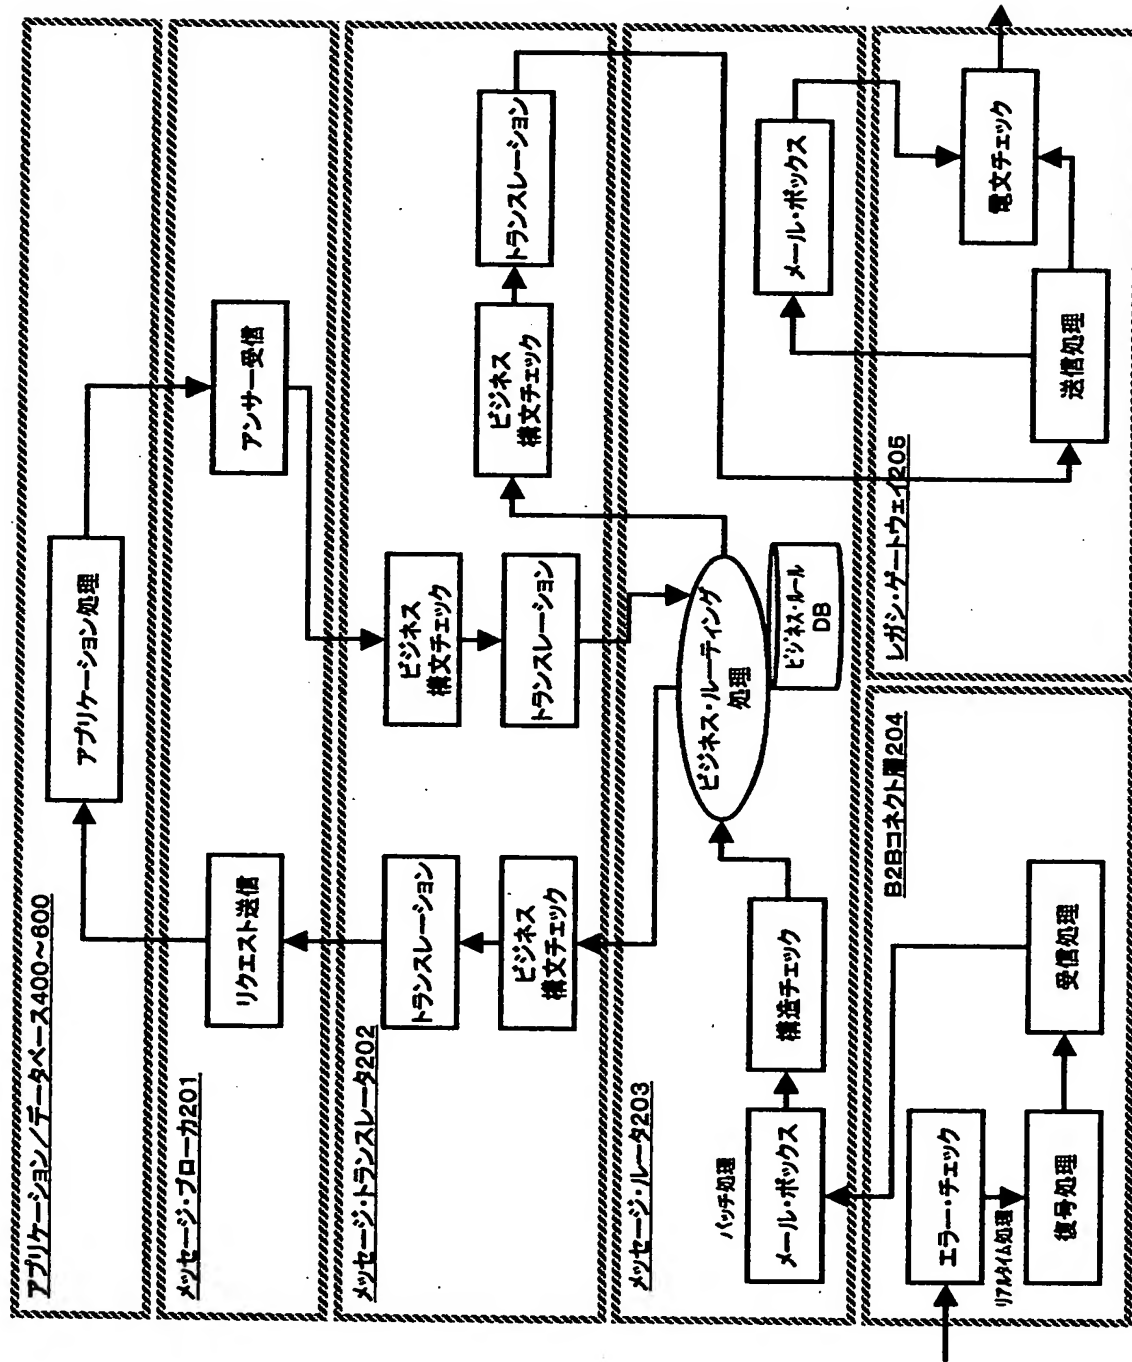 アプリケーション/データベース400~600
アプリケーション処理
メッセージ・ブローカ201
リクエスト送信
アンサー受信
メッセージ・トランスレータ202
トランスレーション
ビジネス
構文チェック
ビジネス
構文チェック
トランスレーション
ビジネス
構文チェック
トランスレーション
メッセージ・ルータ203
バッチ処理
メール・ボックス
構造チェック
ビジネス・ルーティング
処理
ビジネス・ルール
DB
メール・ボックス
B2Bコネクト層204
エラー・チェック
リアルタイム処理
復号処理
受信処理
レガシ・ゲートウェイ205
送信処理
電文チェック